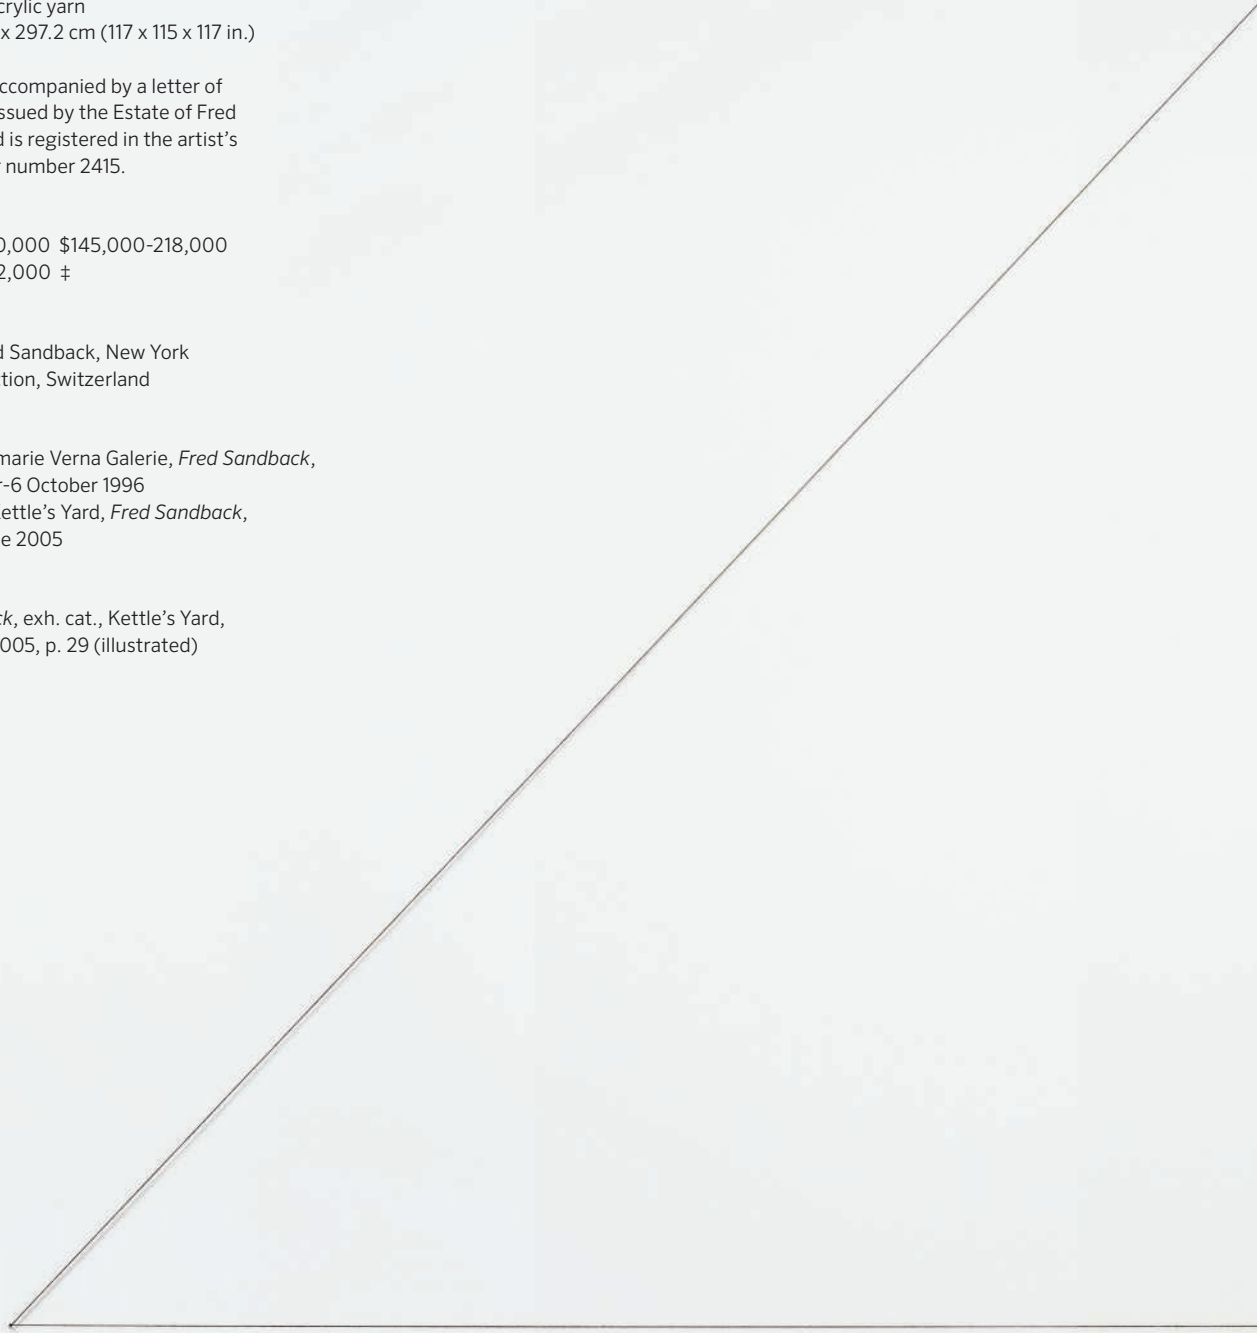 crylic yarn
x 297.2 cm (117 x 115 x 117 in.)
ccompanied by a letter of
ssued by the Estate of Fred
d is registered in the artist’s
number 2415.
0,000 $145,000-218,000
2,000 ‡
d Sandback, New York
tion, Switzerland
marie Verna Galerie, Fred Sandback,
r-6 October 1996
Kettle’s Yard, Fred Sandback,
e 2005
ck, exh. cat., Kettle’s Yard,
005, p. 29 (illustrated)